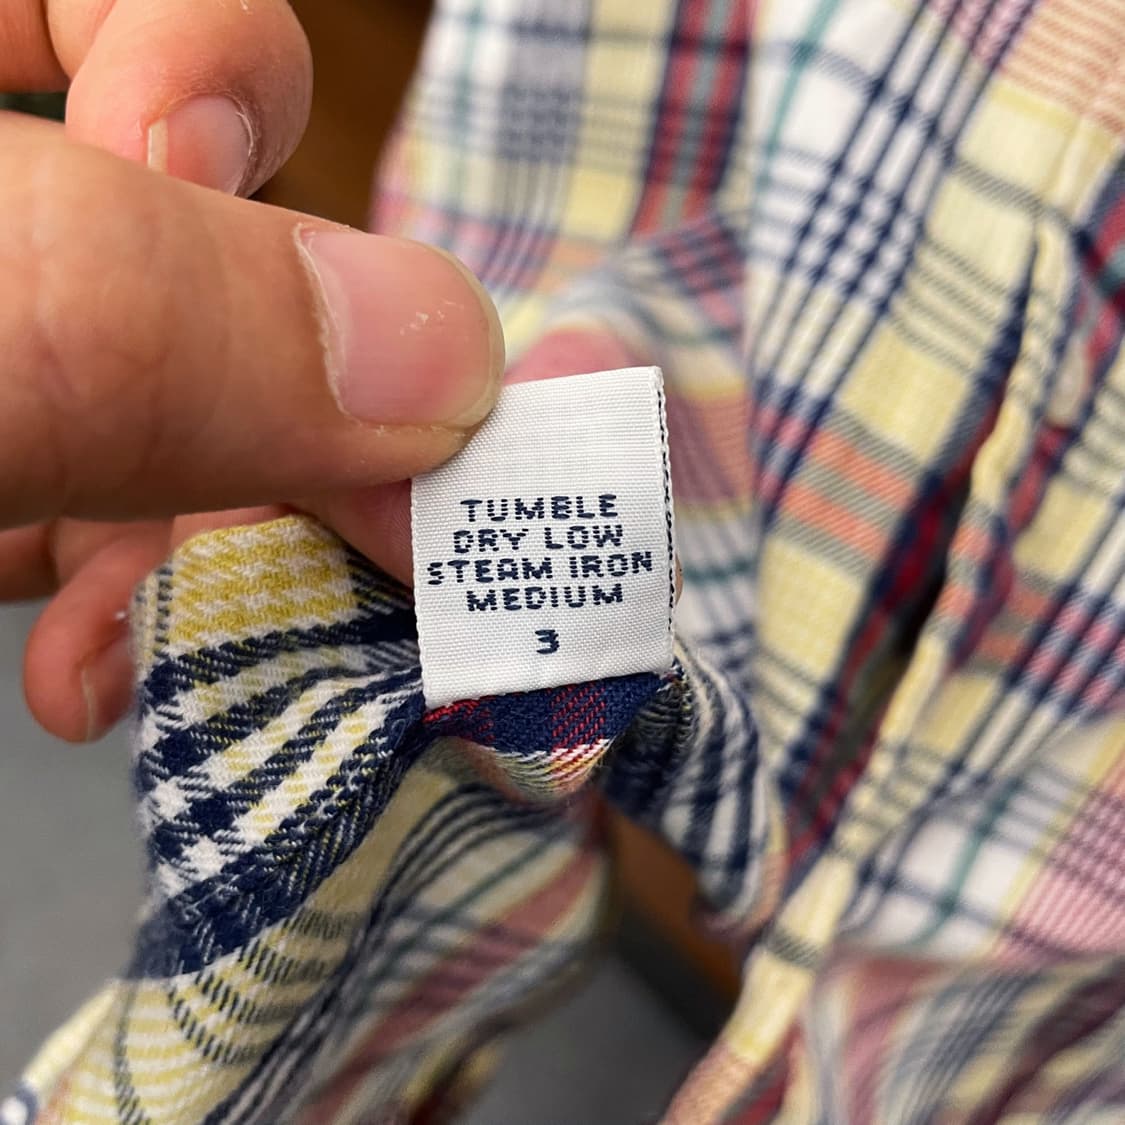 TUMBLE
DRY LOW
STEAM IRON
MEDIUM
3